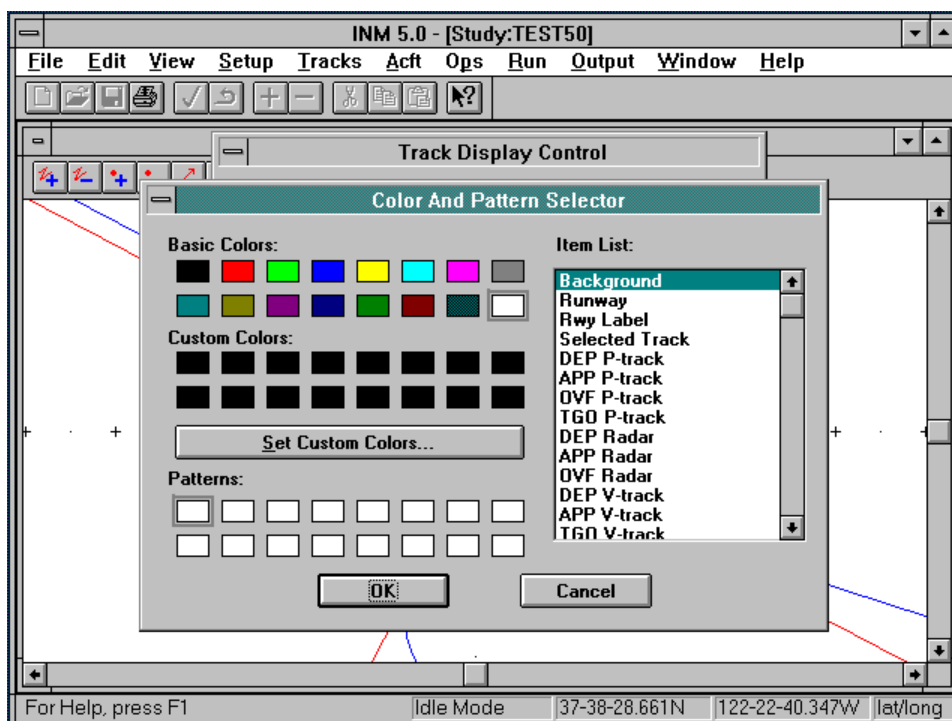 INM 5.0 - [Study:TEST50]
File Edit View Setup Tracks Acft Ops Run Output Window Help
Track Display Control
Color And Pattern Selector
Basic Colors:
Item List:
Background
Runway
Rwy Label
Selected Track
DEP P-track
APP P-track
OVF P-track
TGO P-track
DEP Radar
APP Radar
OVF Radar
DEP V-track
APP V-track
TGO V-track
Custom Colors:
Set Custom Colors...
Patterns:
OK Cancel
For Help, press F1 Idle Mode 37-38-28.661N 122-22-40.347W lat/long